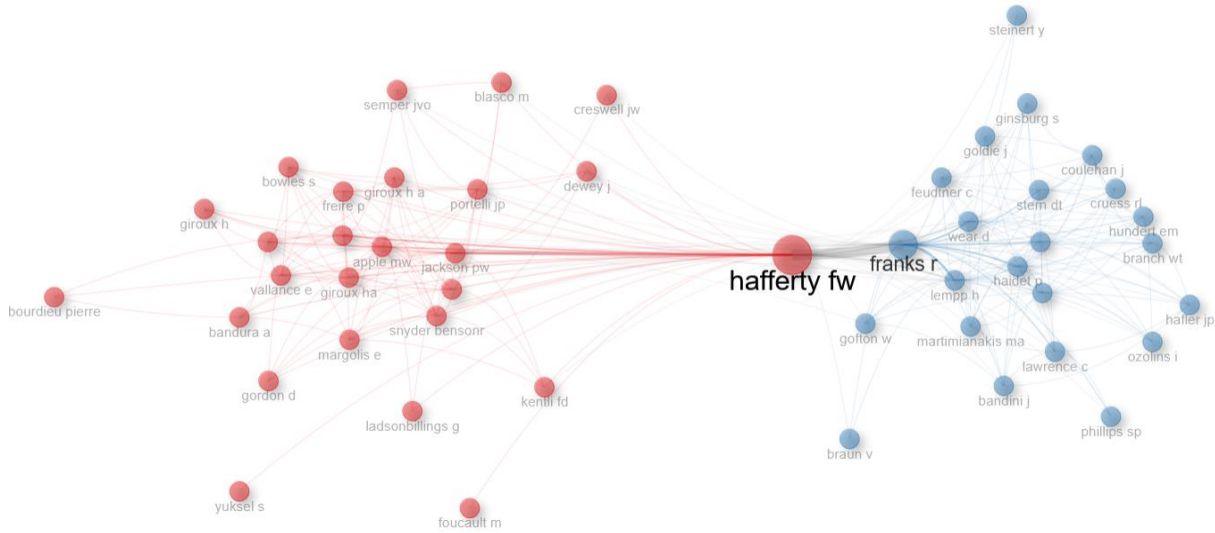 steinert y
blasco m
semper jvo
creswell jw
ginsburg s
goldie j
coulehan j
bowles s
giroux h a
freire p
portelli jp
dewey j
feudtner c
stern dt
cruess rl
giroux h
wear d
hundert em
branch wt
apple mw
jackson pw
franks r
haidet p
hafferty fw
vallance e
giroux ha
lempp h
bourdieu pierre
hafler jp
bandura a
snyder bensonr
gofton w
martimianakis ma
margolis e
ozolins i
lawrence c
gordon d
kentli fd
bandini j
ladsonbillings g
phillips sp
braun v
yuksel s
foucault m